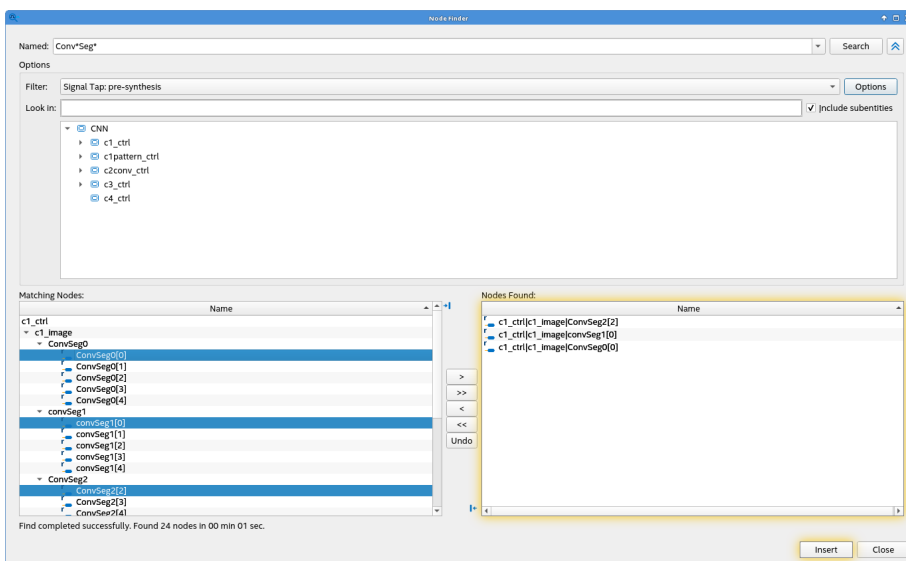 Node Finder
Named: Conv*Seg* Search
Options
Filter: Signal Tap: pre-synthesis Options
Look in: Include subentities
CNN
c1_ctrl
c1pattern_ctrl
c2conv_ctrl
c3_ctrl
c4_ctrl
Matching Nodes:
Name
c1_ctrl
c1_image
ConvSeg0
ConvSeg0[0]
ConvSeg0[1]
ConvSeg0[2]
ConvSeg0[3]
ConvSeg0[4]
convSeg1
convSeg1[0]
convSeg1[1]
convSeg1[2]
convSeg1[3]
convSeg1[4]
ConvSeg2
ConvSeg2[2]
ConvSeg2[3]
ConvSeg2[4]
>
>>
<
<<
Undo
Nodes Found:
Name
c1_ctrl|c1_image|ConvSeg2[2]
c1_ctrl|c1_image|convSeg1[0]
c1_ctrl|c1_image|ConvSeg0[0]
Find completed successfully. Found 24 nodes in 00 min 01 sec.
Insert Close